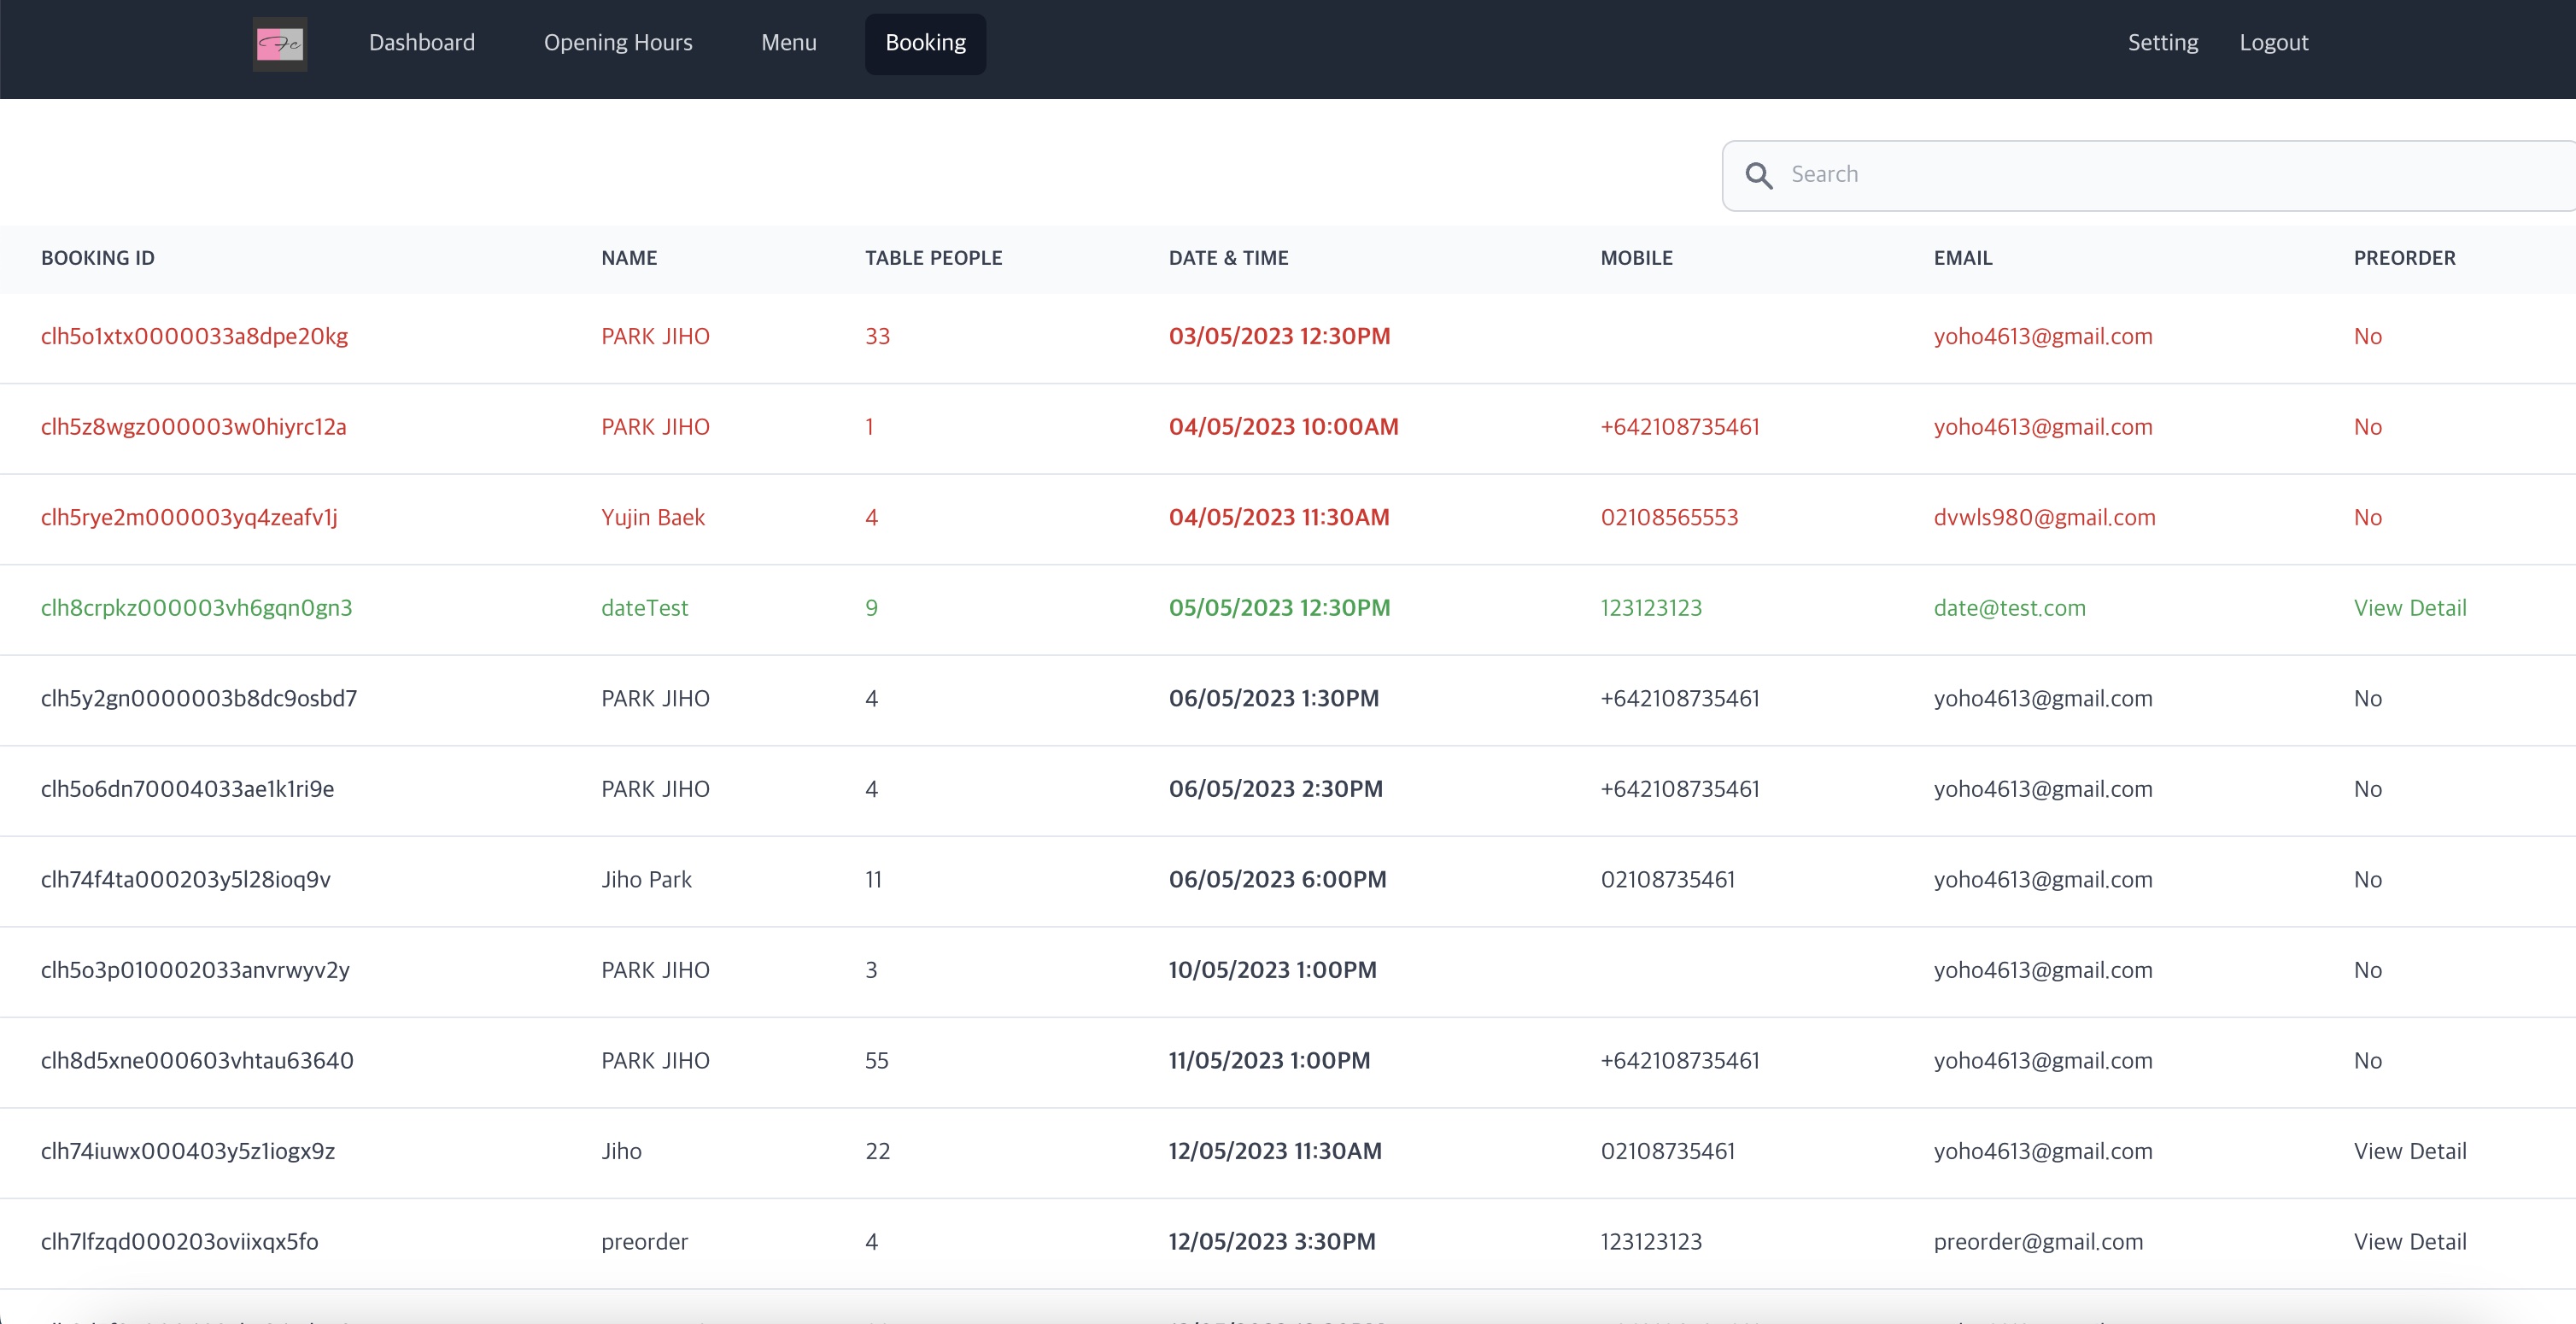 Fc Dashboard Opening Hours Menu Booking Setting Logout
Search
BOOKING ID NAME TABLE PEOPLE DATE & TIME MOBILE EMAIL PREORDER
clh5o1xtx0000033a8dpe20kg PARK JIHO 33 03/05/2023 12:30PM yoho4613@gmail.com No
clh5z8wgz000003w0hiyrc12a PARK JIHO 1 04/05/2023 10:00AM +642108735461 yoho4613@gmail.com No
clh5rye2m000003yq4zeafv1j Yujin Baek 4 04/05/2023 11:30AM 02108565553 dvwls980@gmail.com No
clh8crpkz000003vh6gqn0gn3 dateTest 9 05/05/2023 12:30PM 123123123 date@test.com View Detail
clh5y2gn0000003b8dc9osbd7 PARK JIHO 4 06/05/2023 1:30PM +642108735461 yoho4613@gmail.com No
clh5o6dn70004033ae1k1ri9e PARK JIHO 4 06/05/2023 2:30PM +642108735461 yoho4613@gmail.com No
clh74f4ta000203y5l28ioq9v Jiho Park 11 06/05/2023 6:00PM 02108735461 yoho4613@gmail.com No
clh5o3p010002033anvrwyv2y PARK JIHO 3 10/05/2023 1:00PM yoho4613@gmail.com No
clh8d5xne000603vhtau63640 PARK JIHO 55 11/05/2023 1:00PM +642108735461 yoho4613@gmail.com No
clh74iuwx000403y5z1iogx9z Jiho 22 12/05/2023 11:30AM 02108735461 yoho4613@gmail.com View Detail
clh7lfzqd000203oviixqx5fo preorder 4 12/05/2023 3:30PM 123123123 preorder@gmail.com View Detail